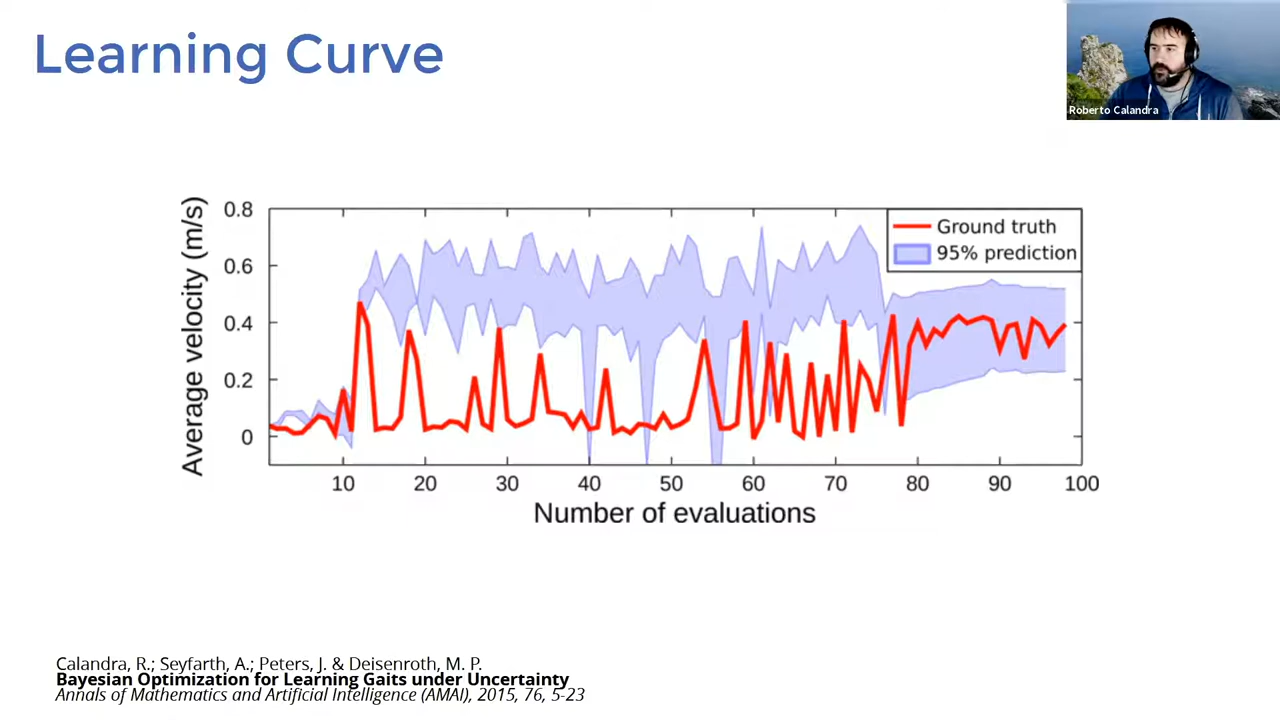 Learning Curve
Roberto Calandra
Average velocity (m/s)
0.8
0.6
0.4
0.2
0
Ground truth
95% prediction
10 20 30 40 50 60 70 80 90 100
Number of evaluations
Calandra, R.; Seyfarth, A.; Peters, J. & Deisenroth, M. P.
Bayesian Optimization for Learning Gaits under Uncertainty
Annals of Mathematics and Artificial Intelligence (AMAI), 2015, 76, 5-23